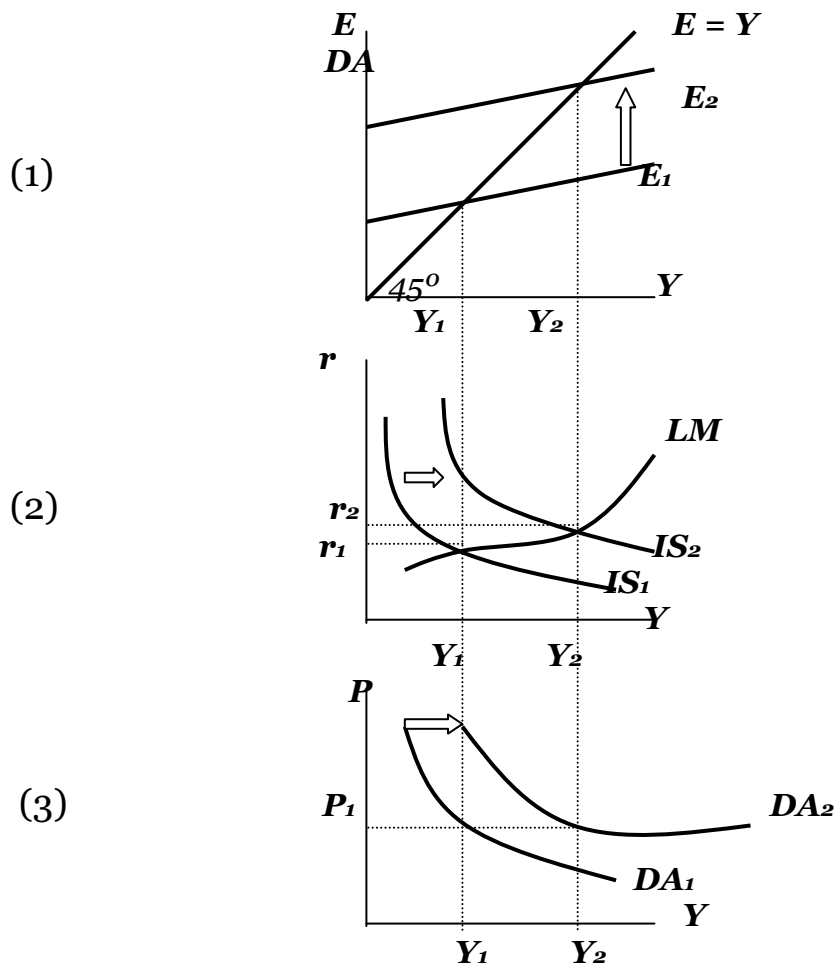 E E = Y
DA
E₂
(1)
E₁
45⁰ Y
Y₁ Y₂
r
LM
(2)
r₂
r₁ IS₂
IS₁
Y
Y₁ Y₂
P
(3)
P₁ DA₂
DA₁
Y
Y₁ Y₂